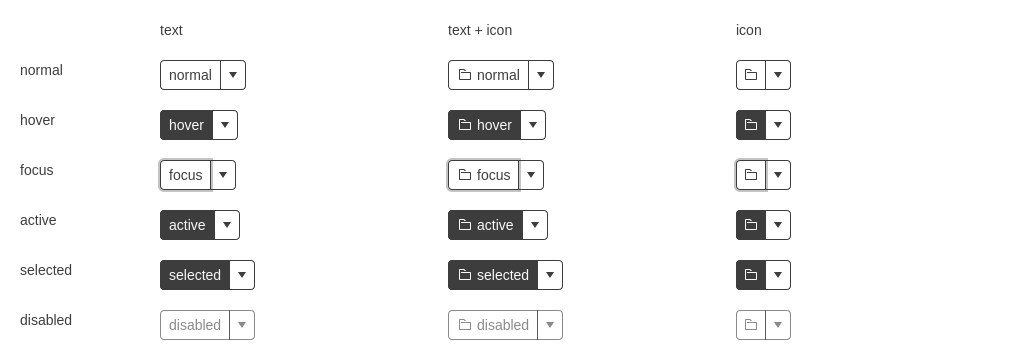 text text + icon icon
normal normal normal
hover hover hover
focus focus focus
active active active
selected selected selected
disabled disabled disabled